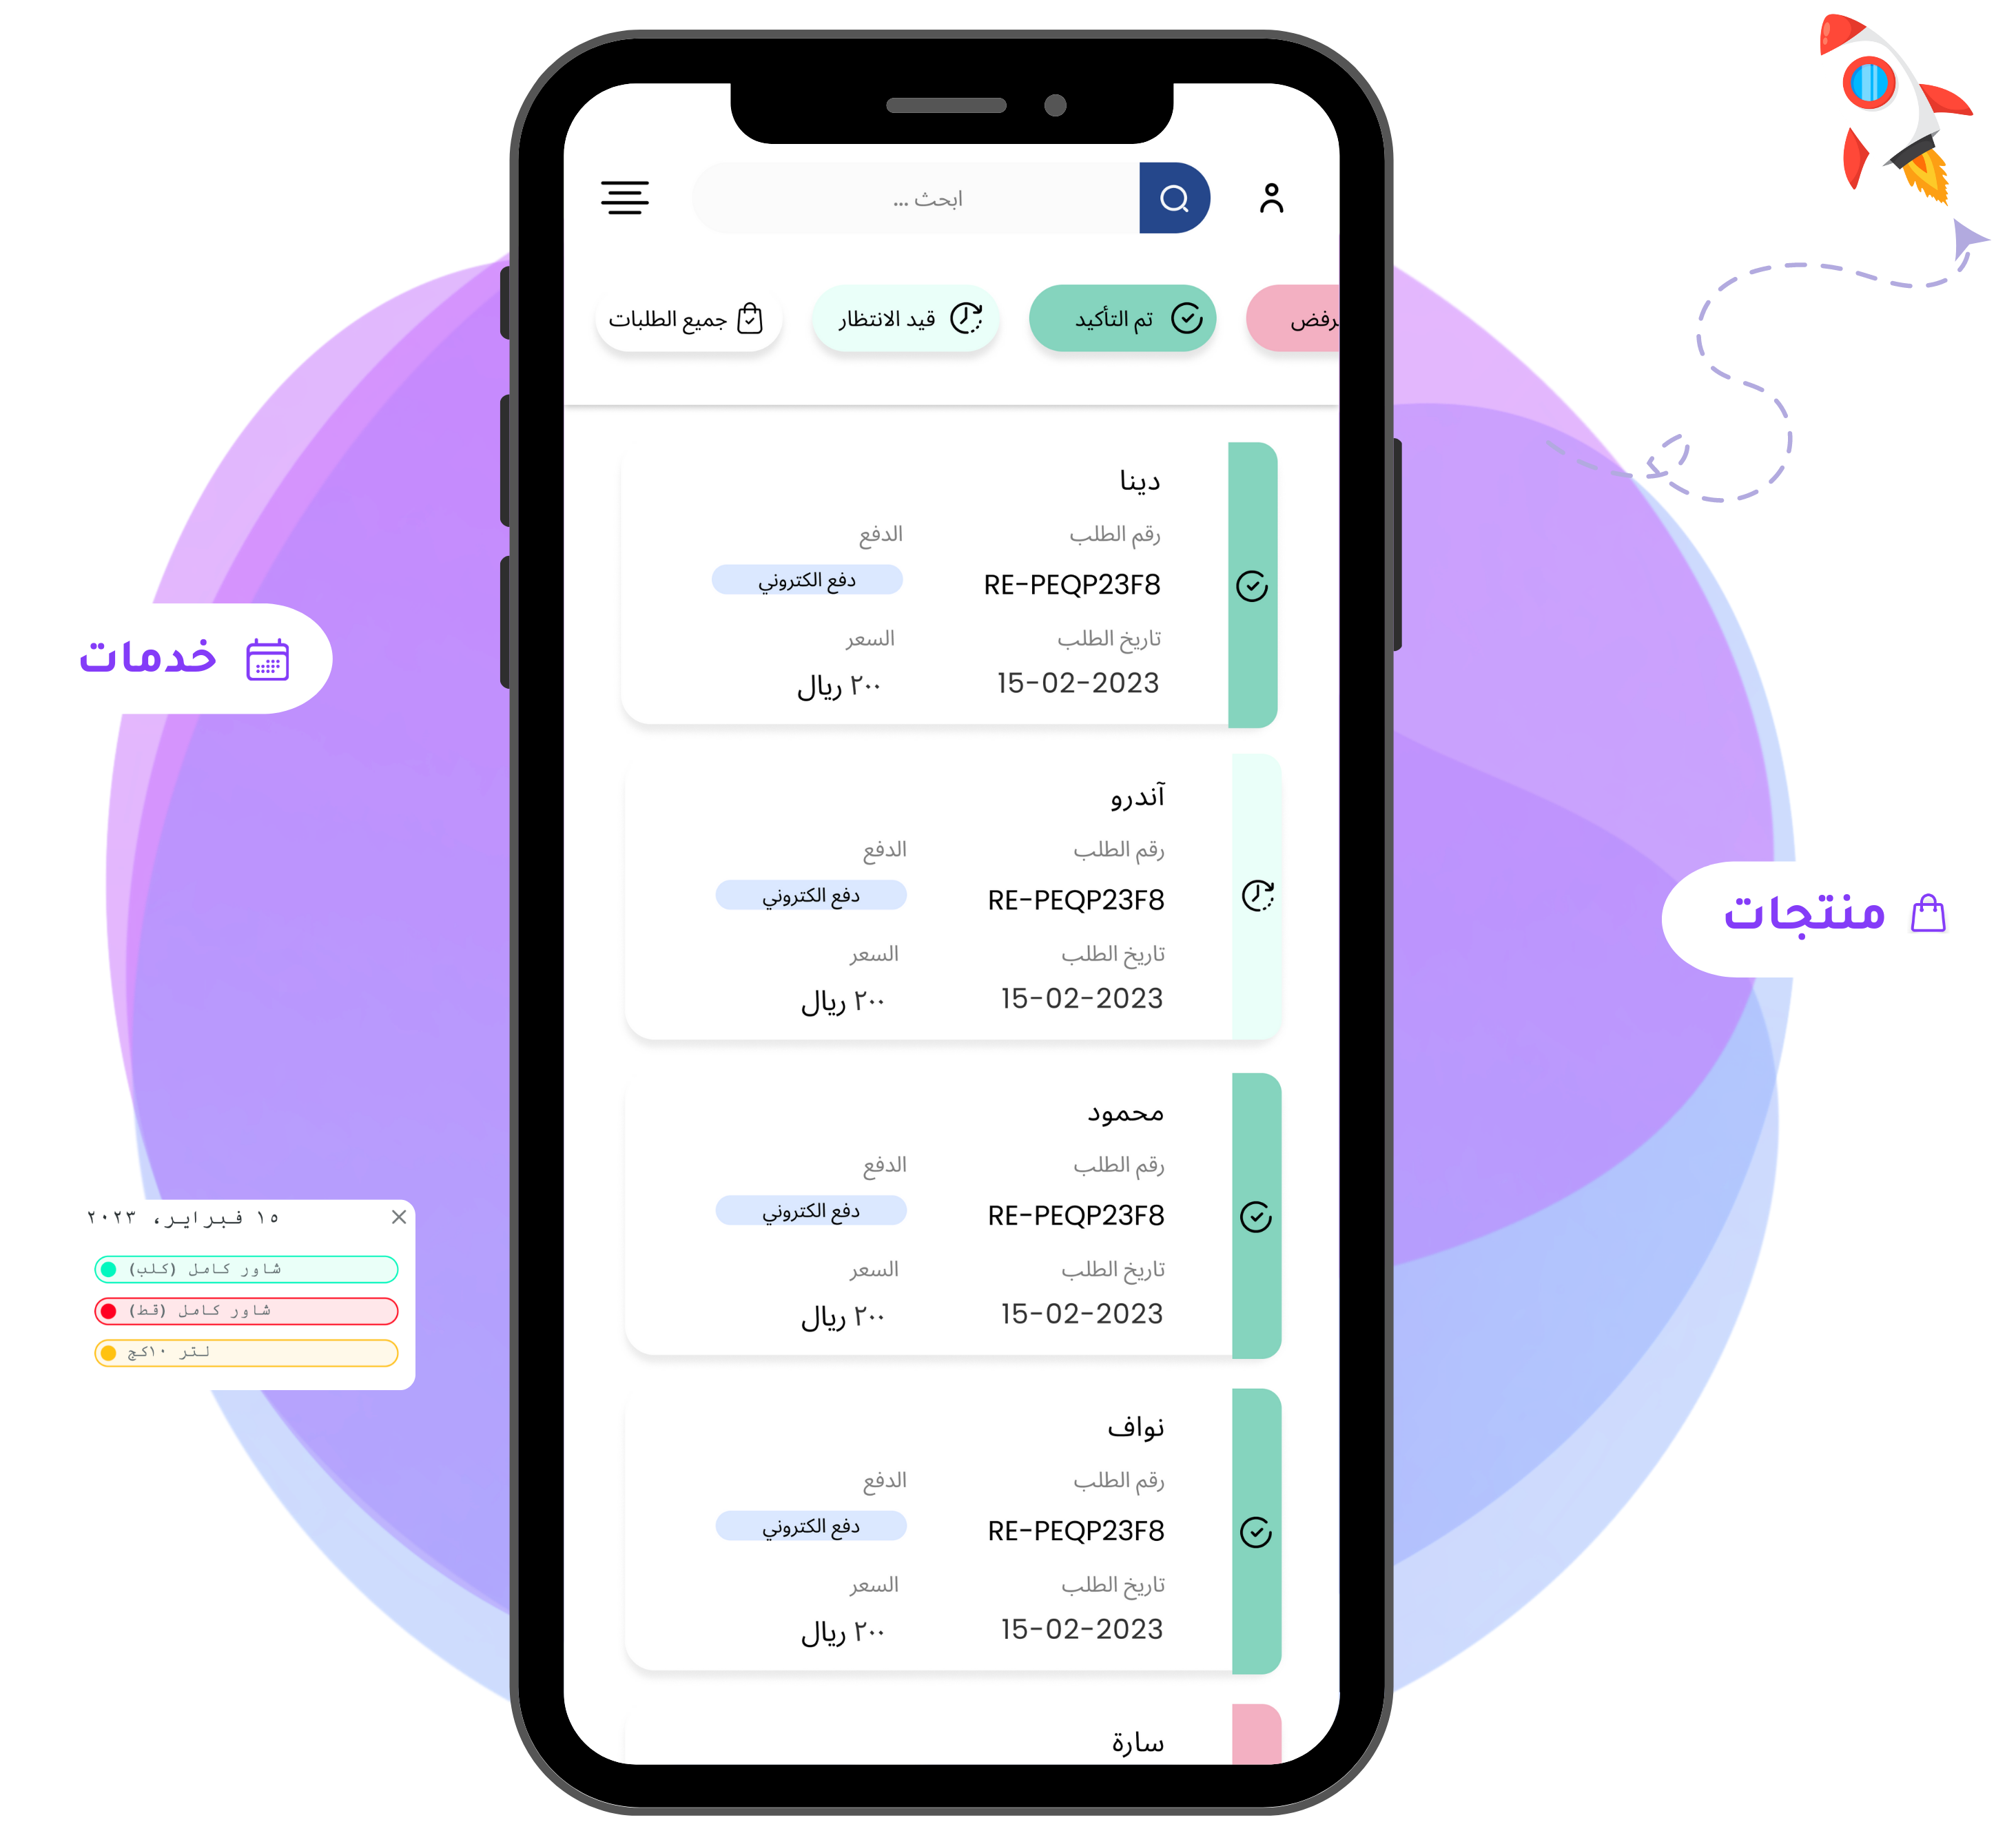 ابحث ...
جميع الطلبات
قيد الانتظار
تم التأكيد
رفض
دينا
رقم الطلب
الدفع
RE-PEQP23F8
دفع الكتروني
تاريخ الطلب
السعر
15-02-2023
٢٠٠ ريال
آندرو
رقم الطلب
الدفع
RE-PEQP23F8
دفع الكتروني
تاريخ الطلب
السعر
15-02-2023
٢٠٠ ريال
محمود
رقم الطلب
الدفع
RE-PEQP23F8
دفع الكتروني
تاريخ الطلب
السعر
15-02-2023
٢٠٠ ريال
نواف
رقم الطلب
الدفع
RE-PEQP23F8
دفع الكتروني
تاريخ الطلب
السعر
15-02-2023
٢٠٠ ريال
سارة
خدمات
منتجات
١٥ فبراير، ٢٠٢٣
شاور كامل (كلب)
شاور كامل (قط)
لتر ١٠كج